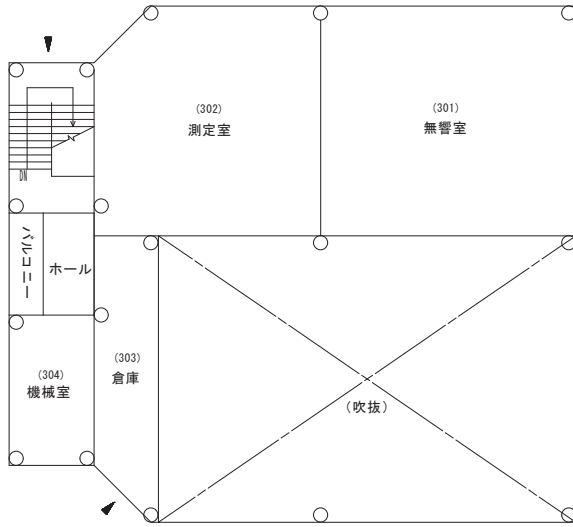 (302)
測定室
(301)
無響室
DN
バルコニー
ホール
(303)
倉庫
(304)
機械室
(吹抜)